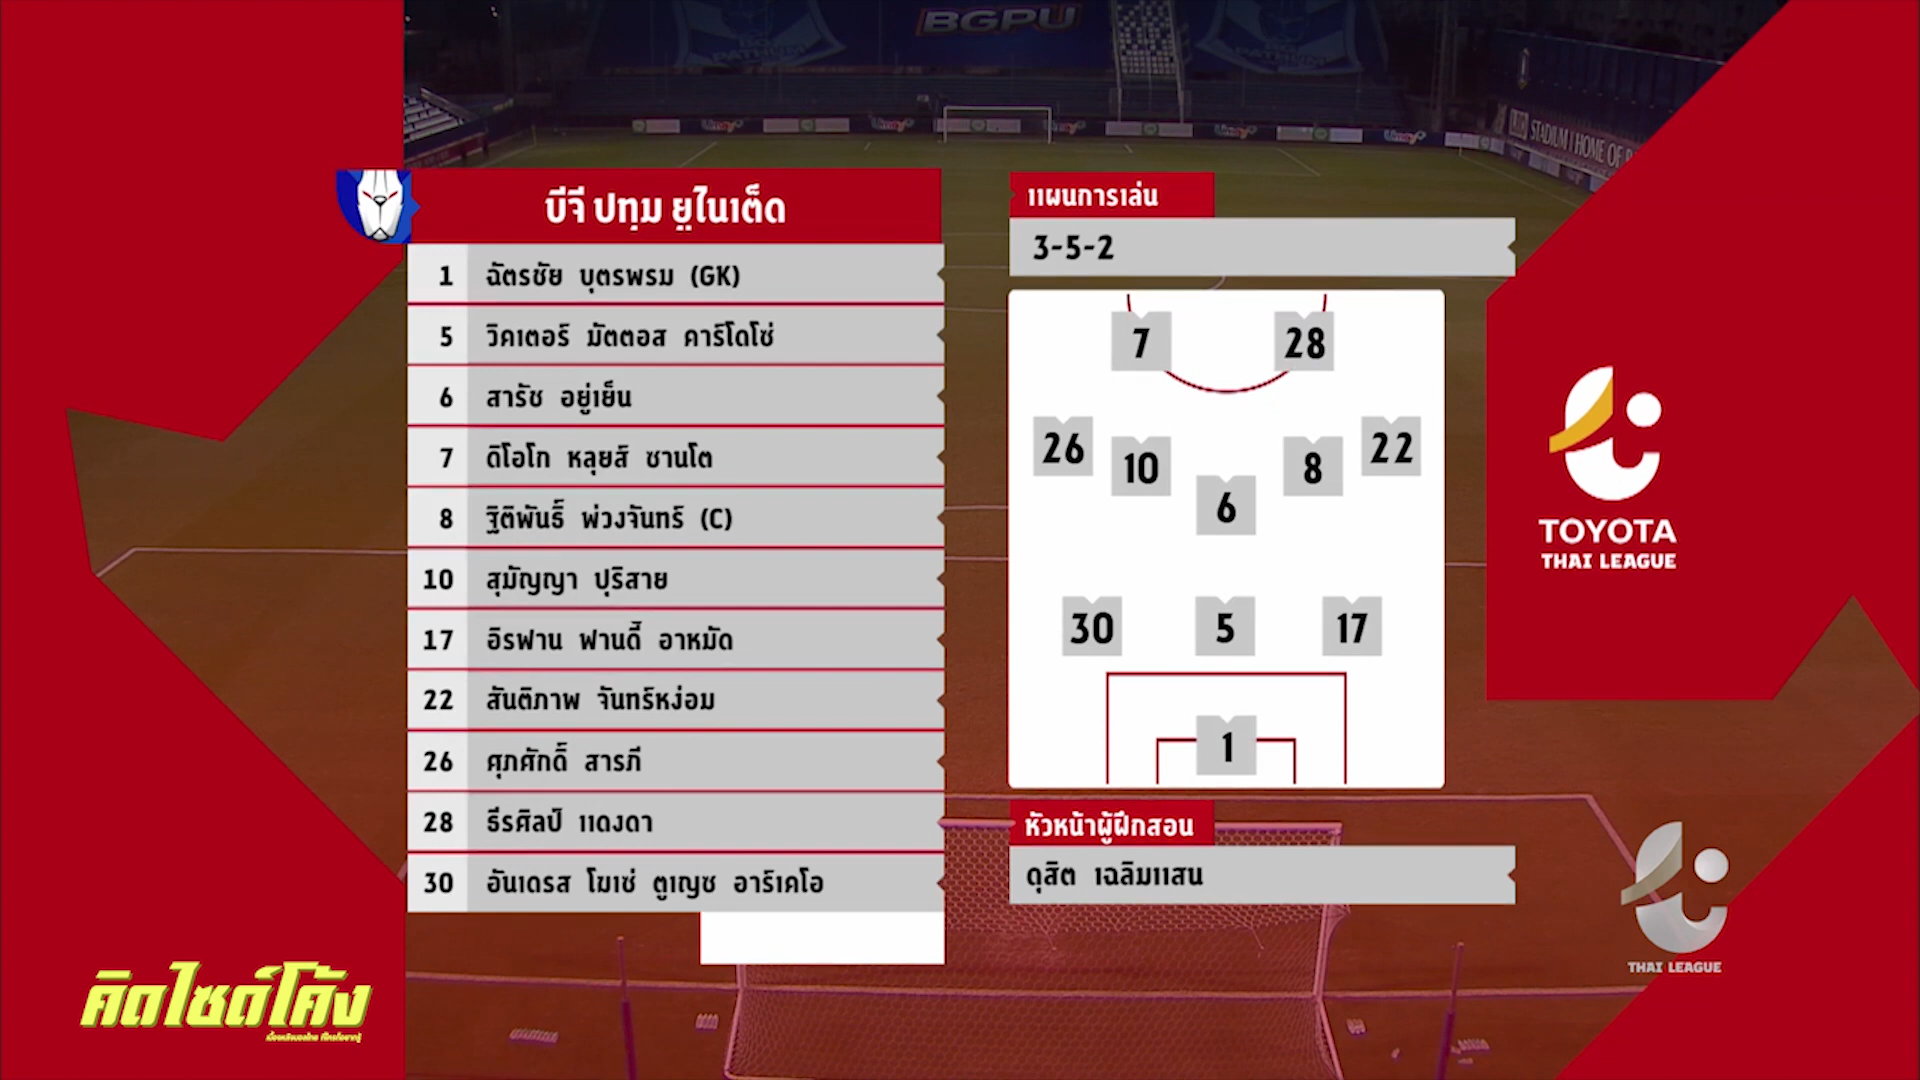 BGPU
STADIUM | HOME OF
บีจี ปทุม ยูไนเต็ด
1 ฉัตรชัย บุตรพรม (GK)
5 วิคเตอร์ มัตตอส คาร์โดโซ่
6 สารัช อยู่เย็น
7 ดิโอโก หลุยส์ ซานโต
8 ฐิติพันธิ์ พ่วงจันทร์ (C)
10 สุมัญญา ปุริสาย
17 อิรฟาน ฟานดี้ อาหมัด
22 สันติภาพ จันทร์หง่อม
26 ศุภศักดิ์ สารภี
28 ธีรศิลป์ แดงดา
30 อันเดรส โฆเซ่ ตูเญซ อาร์เคโอ
แผนการเล่น
3-5-2
7 28
26 10 6 8 22
30 5 17
1
หัวหน้าผู้ฝึกสอน
ดุสิต เฉลิมแสน
TOYOTA
THAI LEAGUE
THAI LEAGUE
คิดไซด์โค้ง